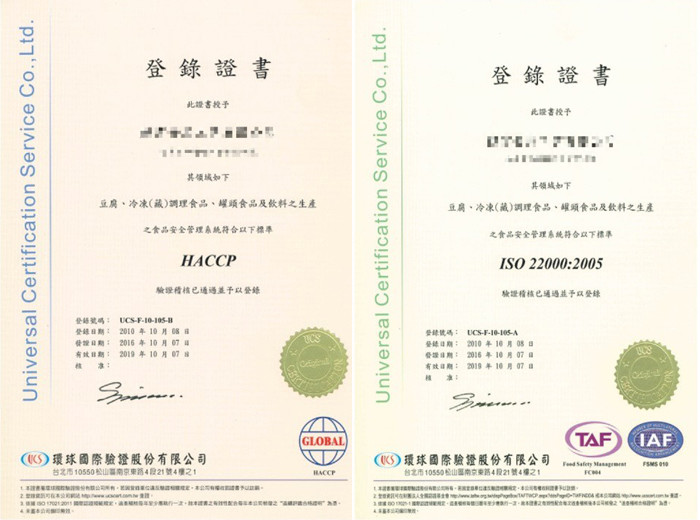 Universal Certification Service Co.,Ltd.
登錄證書
此證書授予
其領域如下
豆腐、冷凍(藏)調理食品、罐頭食品及飲料之生產
之食品安全管理系統符合以下標準
HACCP
驗證稽核已通過並予以登錄
登錄號碼: UCS-F-10-105-B
登錄日期: 2010 年 10 月 08 日
發證日期: 2016 年 10 月 07 日
有效日期: 2019 年 10 月 07 日
核 准:
UCS
Original
GLOBAL
HACCP
UCS 環球國際驗證股份有限公司
台北市10550松山區南京東路4段21號4樓之1
Universal Certification Service Co.,Ltd.
登錄證書
此證書授予
其領域如下
豆腐、冷凍(藏)調理食品、罐頭食品及飲料之生產
之食品安全管理系統符合以下標準
ISO 22000:2005
驗證稽核已通過並予以登錄
登錄號碼: UCS-F-10-105-A
登錄日期: 2010 年 10 月 08 日
發證日期: 2016 年 10 月 07 日
有效日期: 2019 年 10 月 07 日
核 准:
UCS
Original
TAF
Food Safety Management
FC004
IAF
FSMS 010
UCS 環球國際驗證股份有限公司
台北市10550松山區南京東路4段21號4樓之1